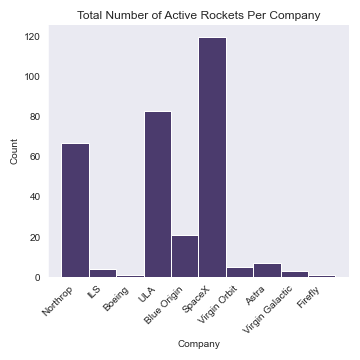 Total Number of Active Rockets Per Company
120
100
80
60
40
20
0
Count
Northrop
ILS
Boeing
ULA
Blue Origin
SpaceX
Virgin Orbit
Astra
Virgin Galactic
Firefly
Company